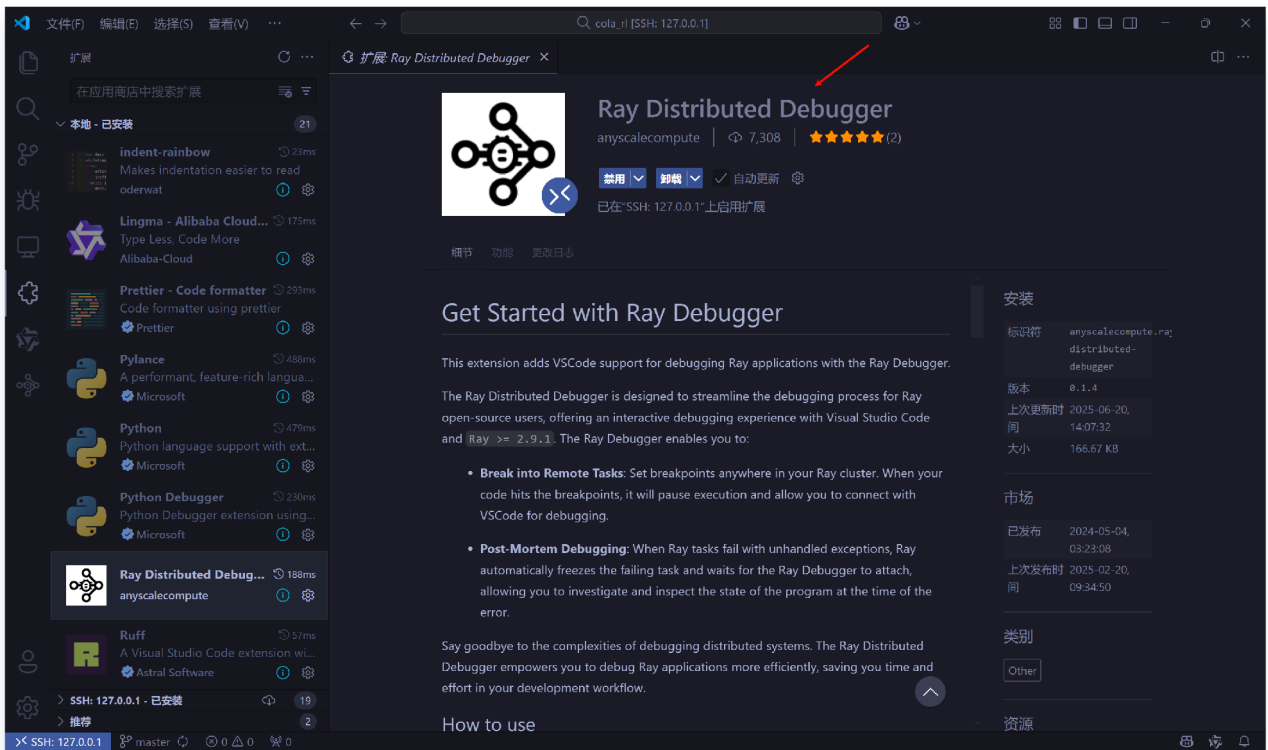 文件(F) 编辑(E) 选择(S) 查看(V) ··· cola_rl [SSH: 127.0.0.1]
扩展
在应用商店中搜索扩展
本地 - 已安装 21
indent-rainbow 23ms
Makes indentation easier to read
oderwat
Lingma - Alibaba Cloud... 175ms
Type Less, Code More
Alibaba-Cloud
Prettier - Code formatter 293ms
Code formatter using prettier
Prettier
Pylance 488ms
A performant, feature-rich langua...
Microsoft
Python 479ms
Python language support with ext...
Microsoft
Python Debugger 230ms
Python Debugger extension using...
Microsoft
Ray Distributed Debug... 188ms
anyscalecompute
Ruff 57ms
A Visual Studio Code extension wi...
Astral Software
SSH: 127.0.0.1 - 已安装 19
推荐 2
扩展: Ray Distributed Debugger
Ray Distributed Debugger
anyscalecompute 7,308 (2)
禁用 卸载 自动更新
已在"SSH: 127.0.0.1"上启用扩展
细节 功能 更改日志
Get Started with Ray Debugger
This extension adds VSCode support for debugging Ray applications with the Ray Debugger.
The Ray Distributed Debugger is designed to streamline the debugging process for Ray
open-source users, offering an interactive debugging experience with Visual Studio Code
and Ray >= 2.9.1. The Ray Debugger enables you to:
• Break into Remote Tasks: Set breakpoints anywhere in your Ray cluster. When your
code hits the breakpoints, it will pause execution and allow you to connect with
VSCode for debugging.
• Post-Mortem Debugging: When Ray tasks fail with unhandled exceptions, Ray
automatically freezes the failing task and waits for the Ray Debugger to attach,
allowing you to investigate and inspect the state of the program at the time of the
error.
Say goodbye to the complexities of debugging distributed systems. The Ray Distributed
Debugger empowers you to debug Ray applications more efficiently, saving you time and
effort in your development workflow.
How to use
安装
标识符 anyscalecompute.ray
distributed-
debugger
版本 0.1.4
上次更新时 2025-06-20,
间 14:07:32
大小 166.67 KB
市场
已发布 2024-05-04,
03:23:08
上次发布时 2025-02-20,
间 09:34:50
类别
Other
资源
SSH: 127.0.0.1 master 0 0 0